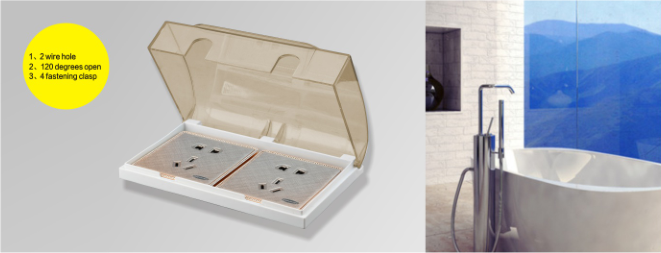 1、2 wire hole
2、120 degrees open
3、4 fastening clasp